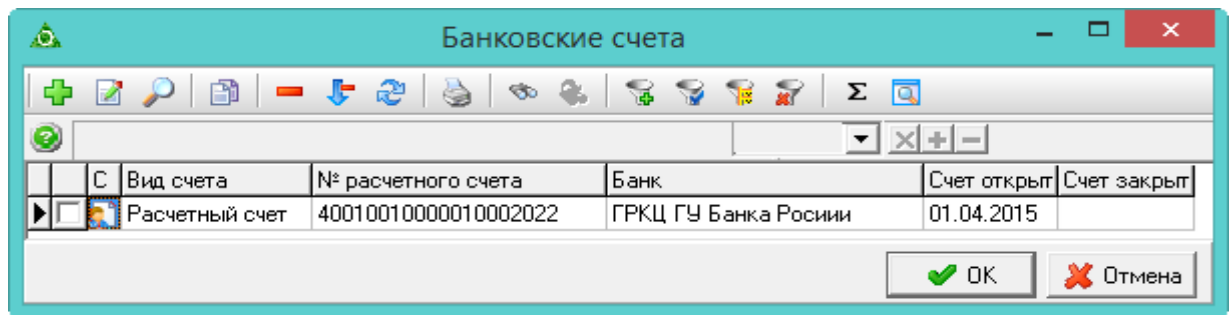 Банковские счета
Σ
С Вид счета № расчетного счета Банк Счет открыт Счет закрыт
Расчетный счет 40010010000010002022 ГРКЦ ГУ Банка Росиии 01.04.2015
OK Отмена